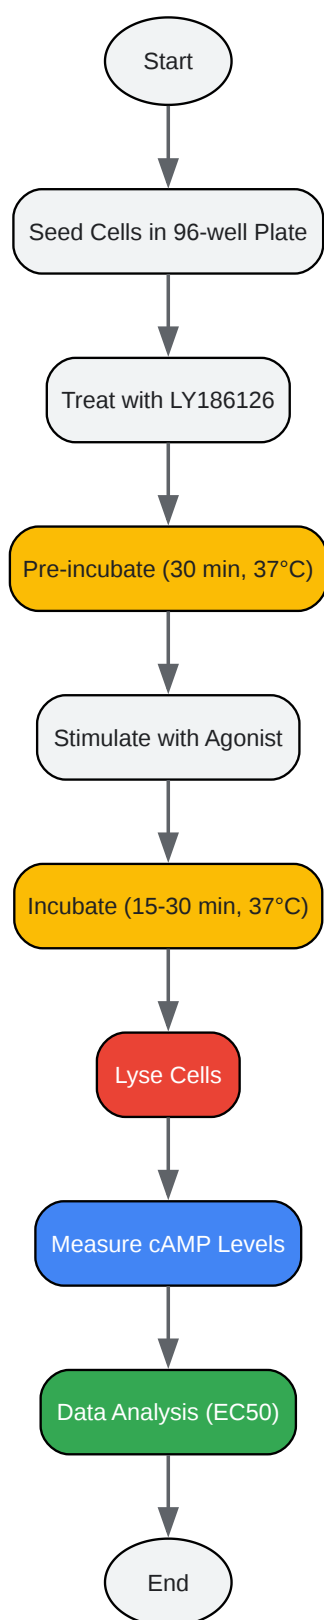 Start
Seed Cells in 96-well Plate
Treat with LY186126
Pre-incubate (30 min, 37°C)
Stimulate with Agonist
Incubate (15-30 min, 37°C)
Lyse Cells
Measure cAMP Levels
Data Analysis (EC50)
End